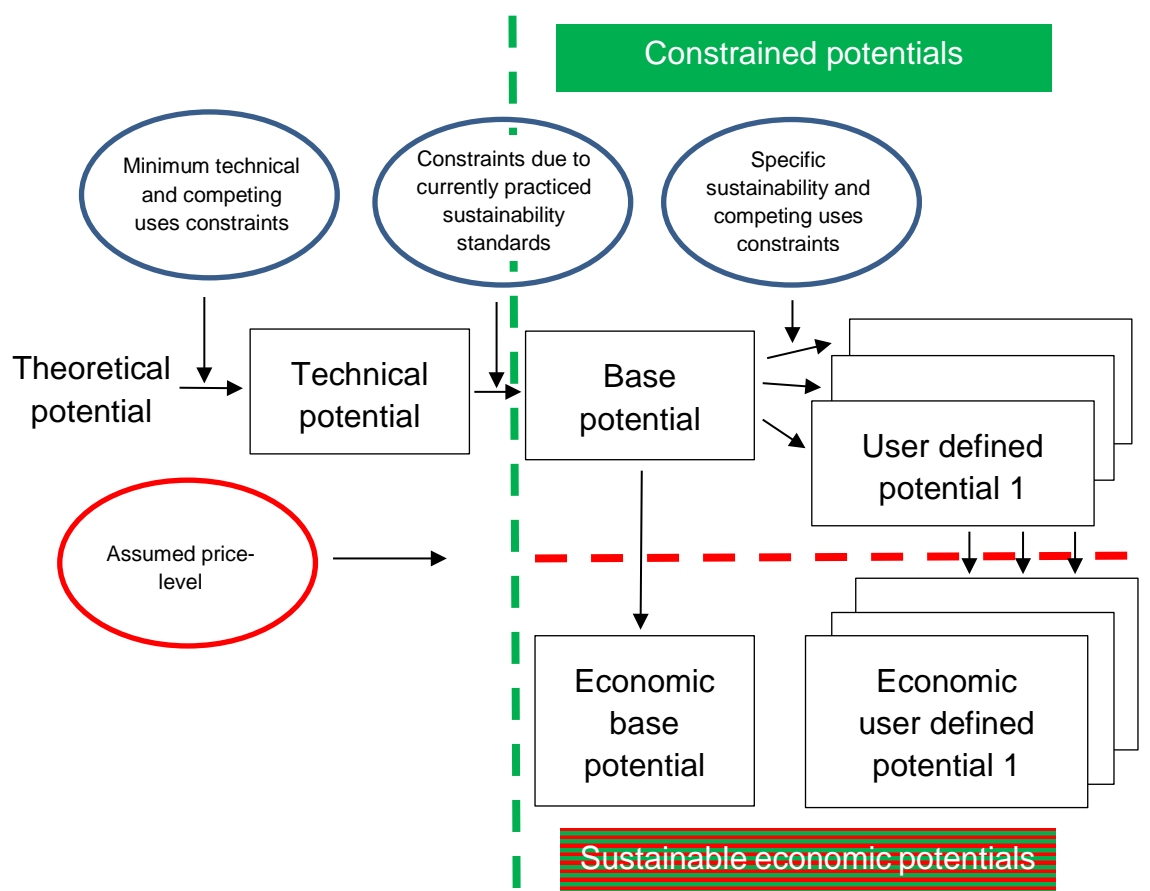 Constrained potentials
Minimum technical
and competing
uses constraints
Constraints due to
currently practiced
sustainability
standards
Specific
sustainability and
competing uses
constraints
Theoretical
potential
Technical
potential
Base
potential
User defined
potential 1
Assumed price-
level
Economic
base
potential
Economic
user defined
potential 1
Sustainable economic potentials